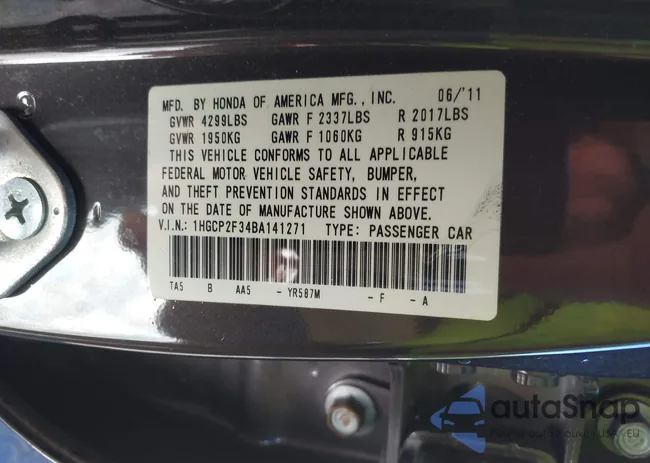 MFD. BY HONDA OF AMERICA MFG., INC. 06/'11
GVWR 4299LBS GAWR F 2337LBS R 2017LBS
GVWR 1950KG GAWR F 1060KG R 915KG
THIS VEHICLE CONFORMS TO ALL APPLICABLE
FEDERAL MOTOR VEHICLE SAFETY, BUMPER,
AND THEFT PREVENTION STANDARDS IN EFFECT
ON THE DATE OF MANUFACTURE SHOWN ABOVE.
V.I.N.: 1HGCP2F34BA141271 TYPE: PASSENGER CAR
TA5 B AA5 - YR587M - F - A
autoSnap